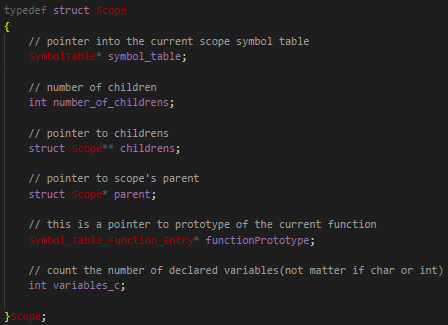 typedef struct Scope
{
// pointer into the current scope symbol table
SymbolTable* symbol_table;
// number of children
int number_of_childrens;
// pointer to childrens
struct Scope** childrens;
// pointer to scope's parent
struct Scope* parent;
// this is a pointer to prototype of the current function
Symbol_Table_Function_Entry* functionPrototype;
// count the number of declared variables(not matter if char or int)
int variables_c;
}Scope;